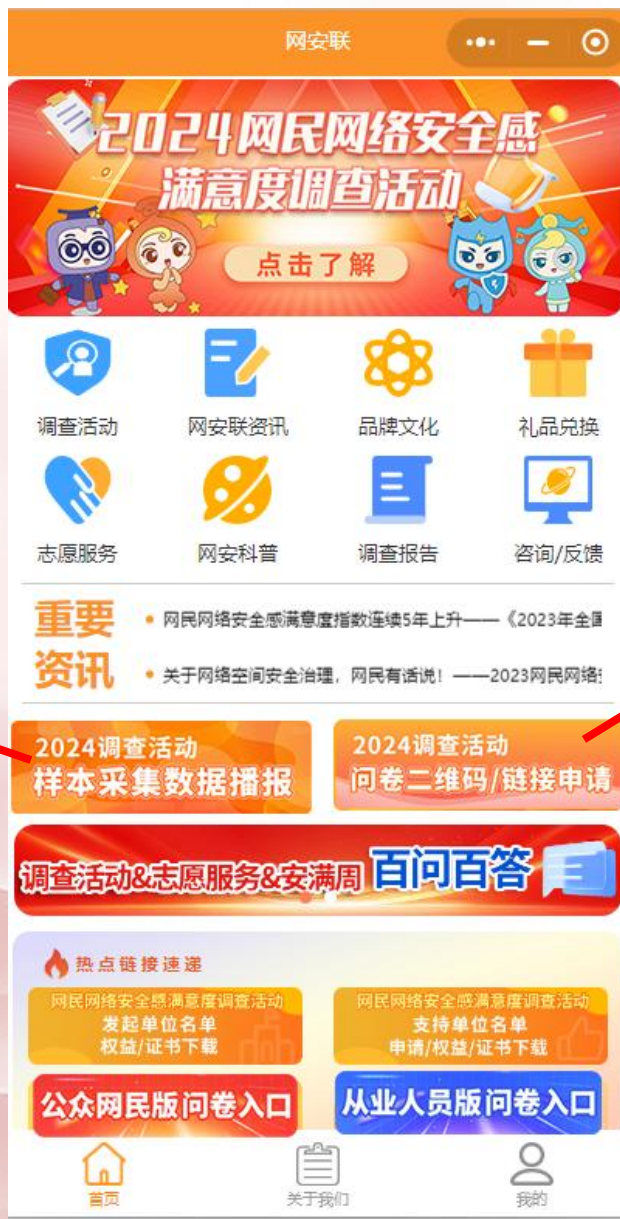 网安联
2024网民网络安全感
满意度调查活动
点击了解
调查活动 网安联资讯 品牌文化 礼品兑换
志愿服务 网安科普 调查报告 咨询/反馈
重要
资讯
• 网民网络安全感满意度指数连续5年上升——《2023年全国
• 关于网络空间安全治理，网民有话说！——2023网民网络
2024调查活动
样本采集数据播报
2024调查活动
问卷二维码/链接申请
调查活动&志愿服务&安满周 百问百答
热点链接速递
网民网络安全感满意度调查活动
发起单位名单
权益/证书下载
网民网络安全感满意度调查活动
支持单位名单
申请/权益/证书下载
公众网民版问卷入口
从业人员版问卷入口
首页 关于我们 我的